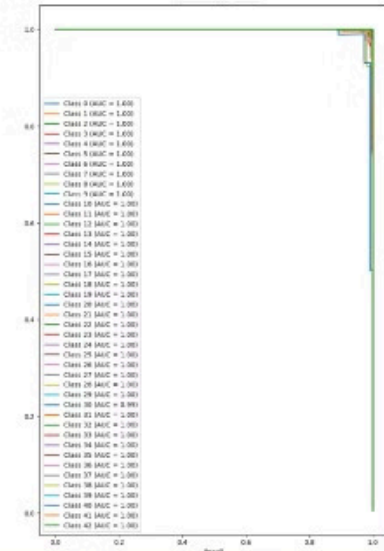 1.0
0.8
0.6
0.4
0.2
0.0
Class 0 (AUC = 1.00)
Class 1 (AUC = 1.00)
Class 2 (AUC = 1.00)
Class 3 (AUC = 1.00)
Class 4 (AUC = 1.00)
Class 5 (AUC = 1.00)
Class 6 (AUC = 1.00)
Class 7 (AUC = 1.00)
Class 8 (AUC = 1.00)
Class 9 (AUC = 1.00)
Class 10 (AUC = 1.00)
Class 11 (AUC = 1.00)
Class 12 (AUC = 1.00)
Class 13 (AUC = 1.00)
Class 14 (AUC = 1.00)
Class 15 (AUC = 1.00)
Class 16 (AUC = 1.00)
Class 17 (AUC = 1.00)
Class 18 (AUC = 1.00)
Class 19 (AUC = 1.00)
Class 20 (AUC = 1.00)
Class 21 (AUC = 1.00)
Class 22 (AUC = 1.00)
Class 23 (AUC = 1.00)
Class 24 (AUC = 1.00)
Class 25 (AUC = 1.00)
Class 26 (AUC = 1.00)
Class 27 (AUC = 1.00)
Class 28 (AUC = 1.00)
Class 29 (AUC = 1.00)
Class 30 (AUC = 0.99)
Class 31 (AUC = 1.00)
Class 32 (AUC = 1.00)
Class 33 (AUC = 1.00)
Class 34 (AUC = 1.00)
Class 35 (AUC = 1.00)
Class 36 (AUC = 1.00)
Class 37 (AUC = 1.00)
Class 38 (AUC = 1.00)
Class 39 (AUC = 1.00)
Class 40 (AUC = 1.00)
Class 41 (AUC = 1.00)
Class 42 (AUC = 1.00)
0.0 0.2 0.4 0.6 0.8 1.0